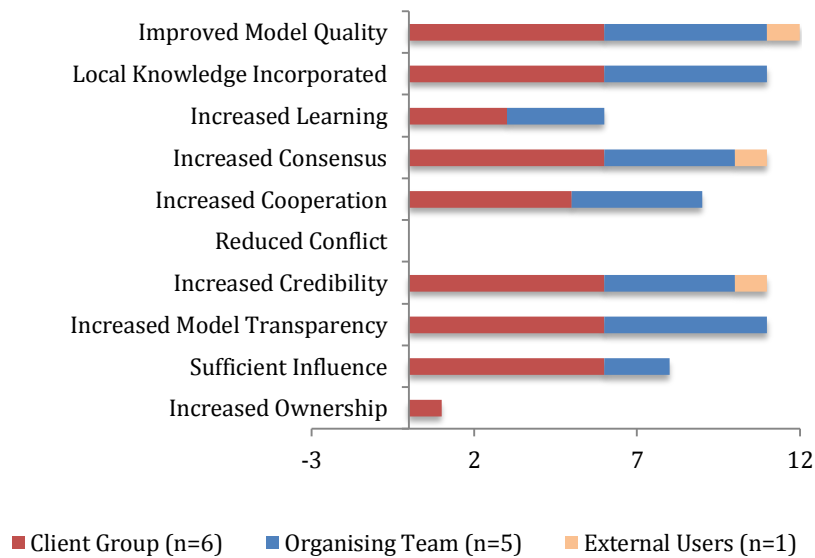 Improved Model Quality
Local Knowledge Incorporated
Increased Learning
Increased Consensus
Increased Cooperation
Reduced Conflict
Increased Credibility
Increased Model Transparency
Sufficient Influence
Increased Ownership
-3 2 7 12
Client Group (n=6) Organising Team (n=5) External Users (n=1)